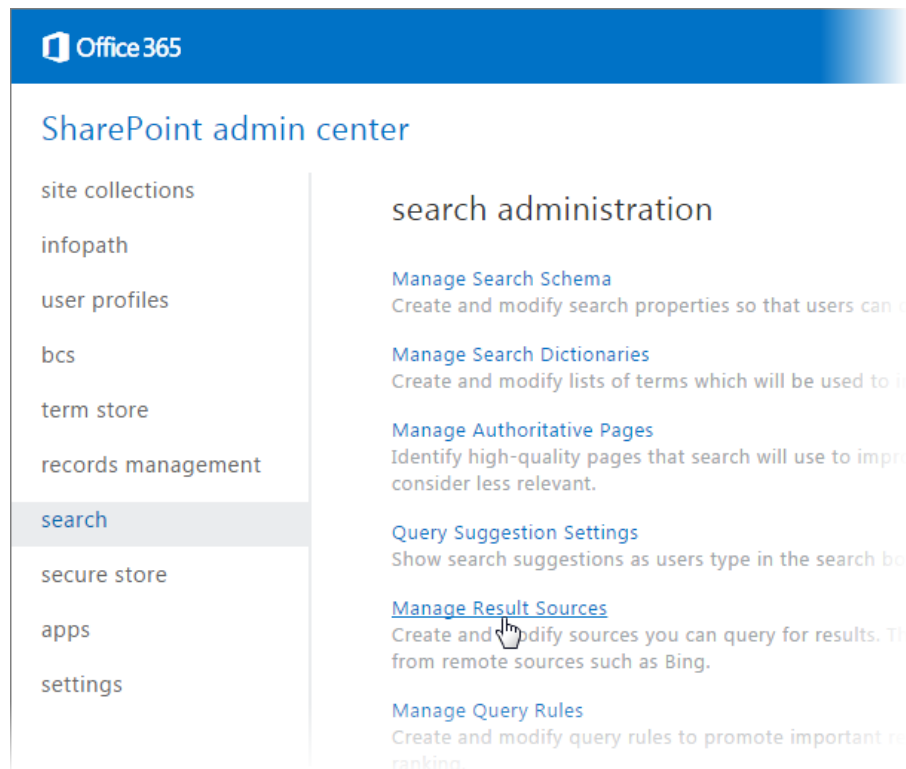 Office 365
SharePoint admin center
site collections
infopath
user profiles
bcs
term store
records management
search
secure store
apps
settings
search administration
Manage Search Schema
Create and modify search properties so that users can
Manage Search Dictionaries
Create and modify lists of terms which will be used to
Manage Authoritative Pages
Identify high-quality pages that search will use to
consider less relevant.
Query Suggestion Settings
Show search suggestions as users type in the search
Manage Result Sources
Create and modify sources you can query for results.
from remote sources such as Bing.
Manage Query Rules
Create and modify query rules to promote important
ranking.